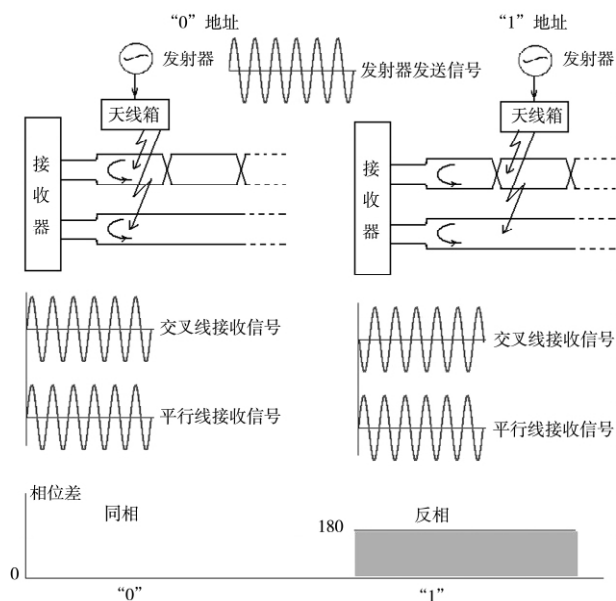 “0” 地址
“1” 地址
发射器
发射器发送信号
发射器
天线箱
天线箱
接收器
接收器
交叉线接收信号
交叉线接收信号
平行线接收信号
平行线接收信号
相位差
同相
反相
180
0
“0”
“1”